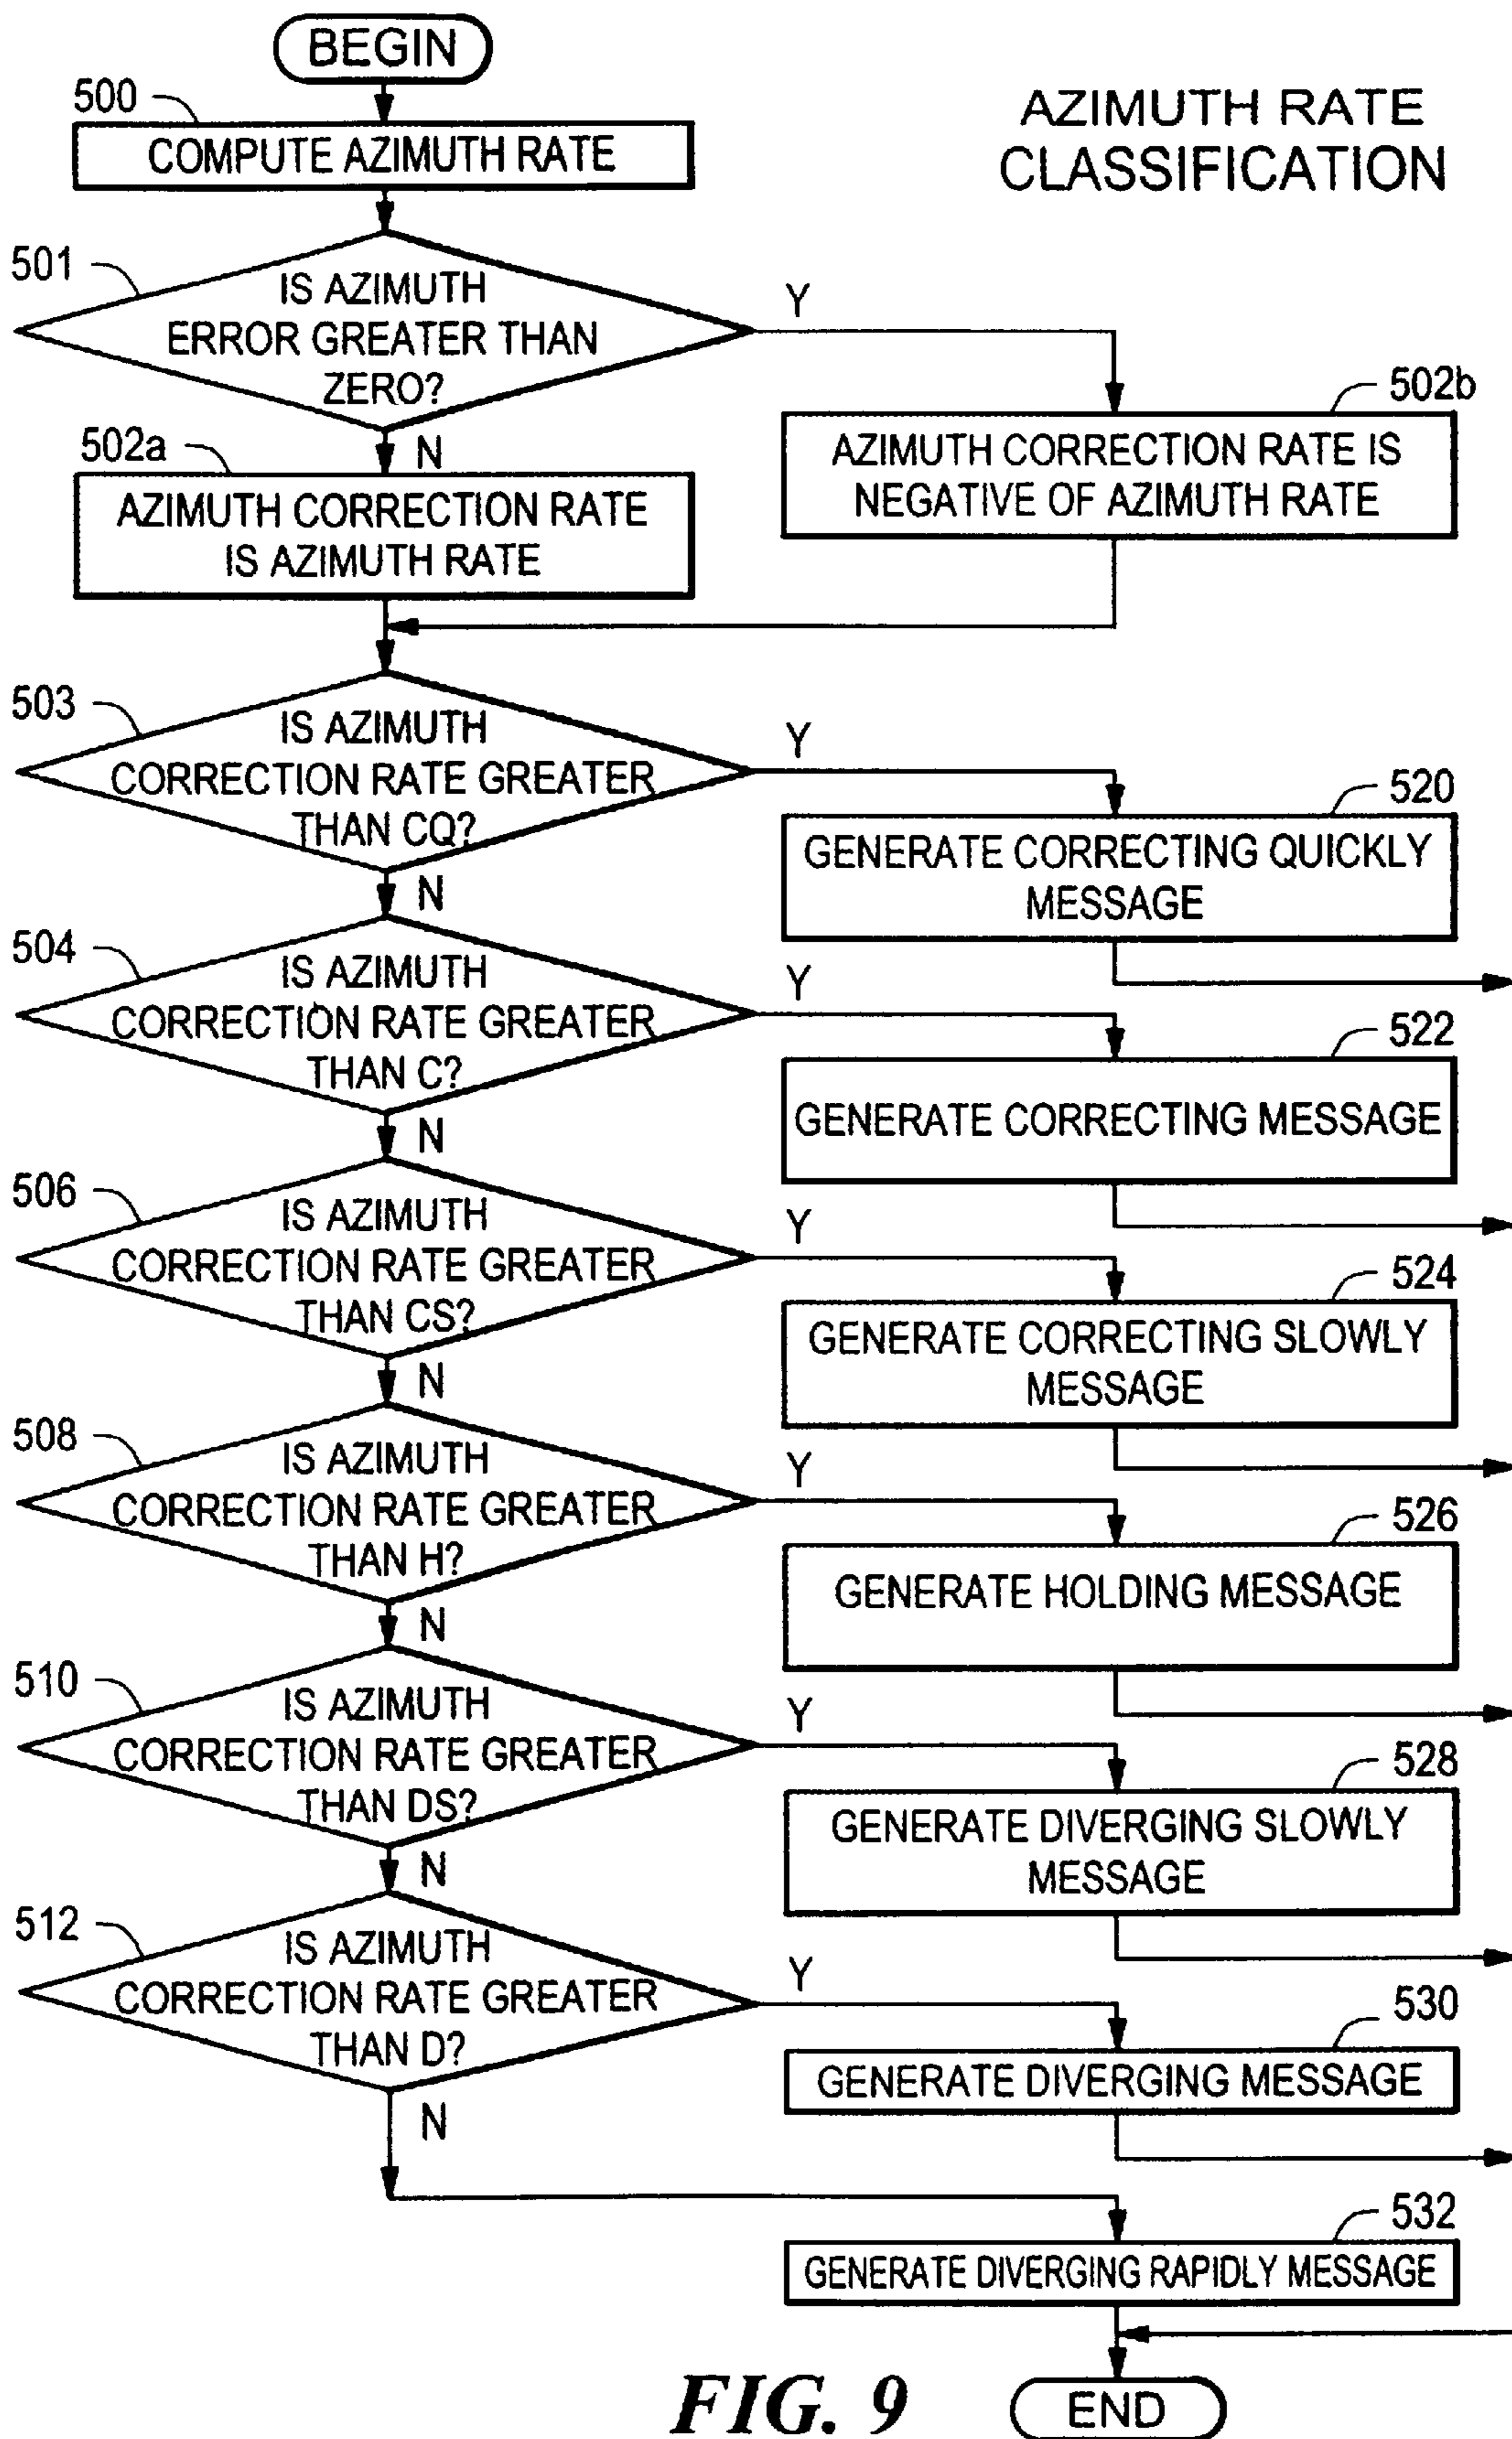 BEGIN
AZIMUTH RATE
CLASSIFICATION
500
COMPUTE AZIMUTH RATE
501
IS AZIMUTH
ERROR GREATER THAN
ZERO?
Y
N
502a
AZIMUTH CORRECTION RATE
IS AZIMUTH RATE
502b
AZIMUTH CORRECTION RATE IS
NEGATIVE OF AZIMUTH RATE
503
IS AZIMUTH
CORRECTION RATE GREATER
THAN CQ?
Y
N
520
GENERATE CORRECTING QUICKLY
MESSAGE
504
IS AZIMUTH
CORRECTION RATE GREATER
THAN C?
Y
N
522
GENERATE CORRECTING MESSAGE
506
IS AZIMUTH
CORRECTION RATE GREATER
THAN CS?
Y
N
524
GENERATE CORRECTING SLOWLY
MESSAGE
508
IS AZIMUTH
CORRECTION RATE GREATER
THAN H?
Y
N
526
GENERATE HOLDING MESSAGE
510
IS AZIMUTH
CORRECTION RATE GREATER
THAN DS?
Y
N
528
GENERATE DIVERGING SLOWLY
MESSAGE
512
IS AZIMUTH
CORRECTION RATE GREATER
THAN D?
Y
N
530
GENERATE DIVERGING MESSAGE
532
GENERATE DIVERGING RAPIDLY MESSAGE
FIG. 9
END